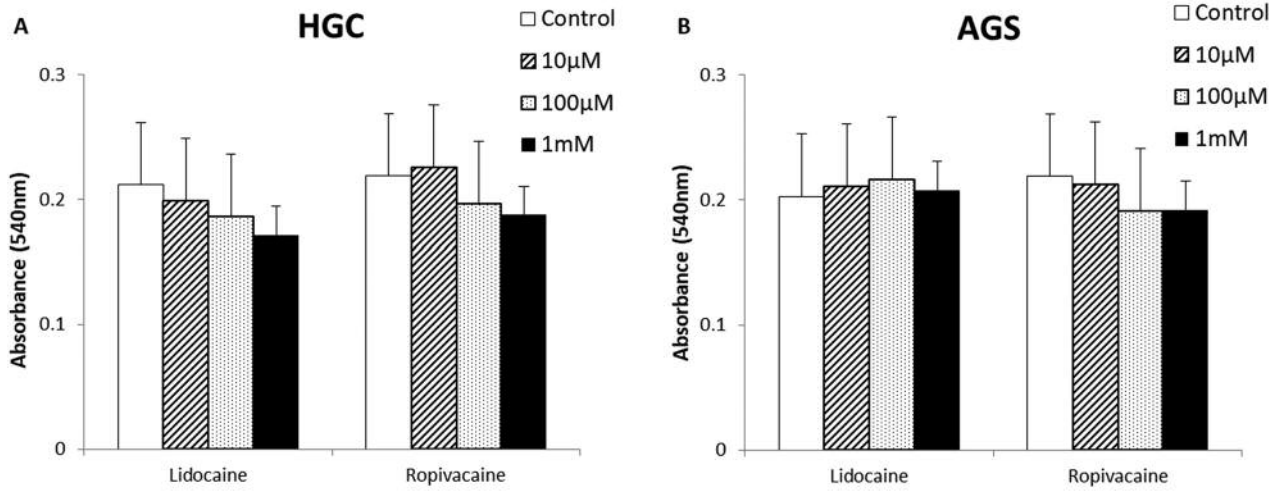 A
HGC
Control
10μM
100μM
1mM
Absorbance (540nm)
0.3
0.2
0.1
0
Lidocaine
Ropivacaine
B
AGS
Control
10μM
100μM
1mM
Absorbance (540nm)
0.3
0.2
0.1
0
Lidocaine
Ropivacaine